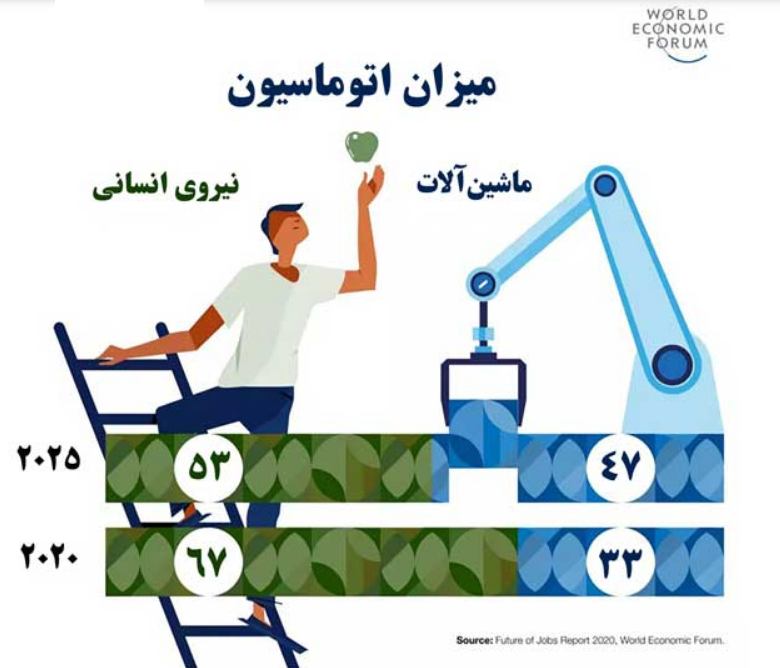 WORLD
ECONOMIC
FORUM
میزان اتوماسیون
ماشین‌آلات
نیروی انسانی
۲۰۲۵
۵۳
۴۷
۲۰۲۰
۶۷
۳۳
Source: Future of Jobs Report 2020, World Economic Forum.